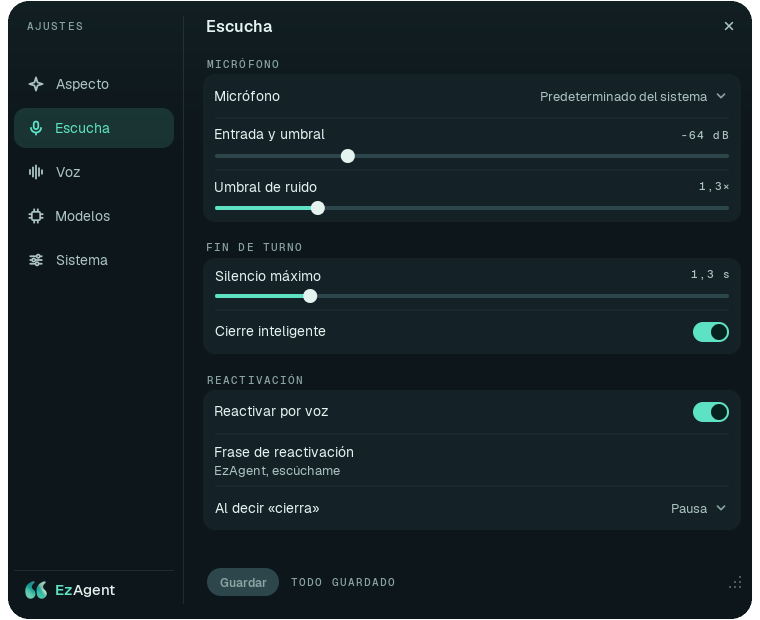 AJUSTES
Aspecto
Escucha
Voz
Modelos
Sistema
EzAgent
Escucha
MICRÓFONO
Micrófono Predeterminado del sistema
Entrada y umbral -64 dB
Umbral de ruido 1,3×
FIN DE TURNO
Silencio máximo 1,3 s
Cierre inteligente
REACTIVACIÓN
Reactivar por voz
Frase de reactivación
EzAgent, escúchame
Al decir «cierra» Pausa
Guardar TODO GUARDADO